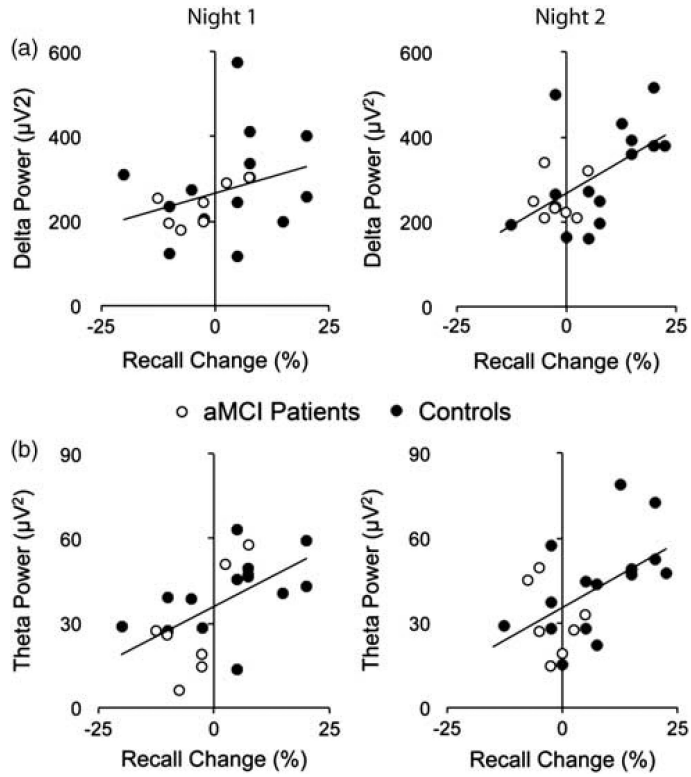 Night 1
Night 2
(a)
600
400
200
0
Delta Power (µV2)
-25
0
25
Recall Change (%)
600
400
200
0
Delta Power (µV²)
-25
0
25
Recall Change (%)
aMCI Patients
Controls
(b)
90
60
30
0
Theta Power (µV²)
-25
0
25
Recall Change (%)
90
60
30
0
Theta Power (µV²)
-25
0
25
Recall Change (%)